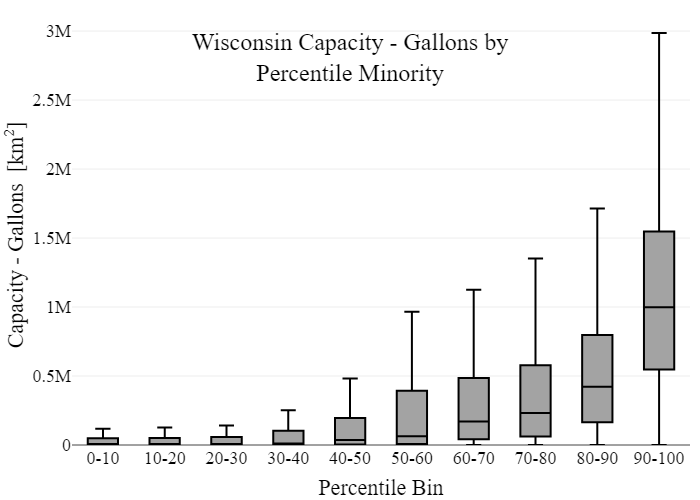 Wisconsin Capacity - Gallons by
Percentile Minority
Capacity - Gallons [km²]
3M
2.5M
2M
1.5M
1M
0.5M
0
0-10 10-20 20-30 30-40 40-50 50-60 60-70 70-80 80-90 90-100
Percentile Bin